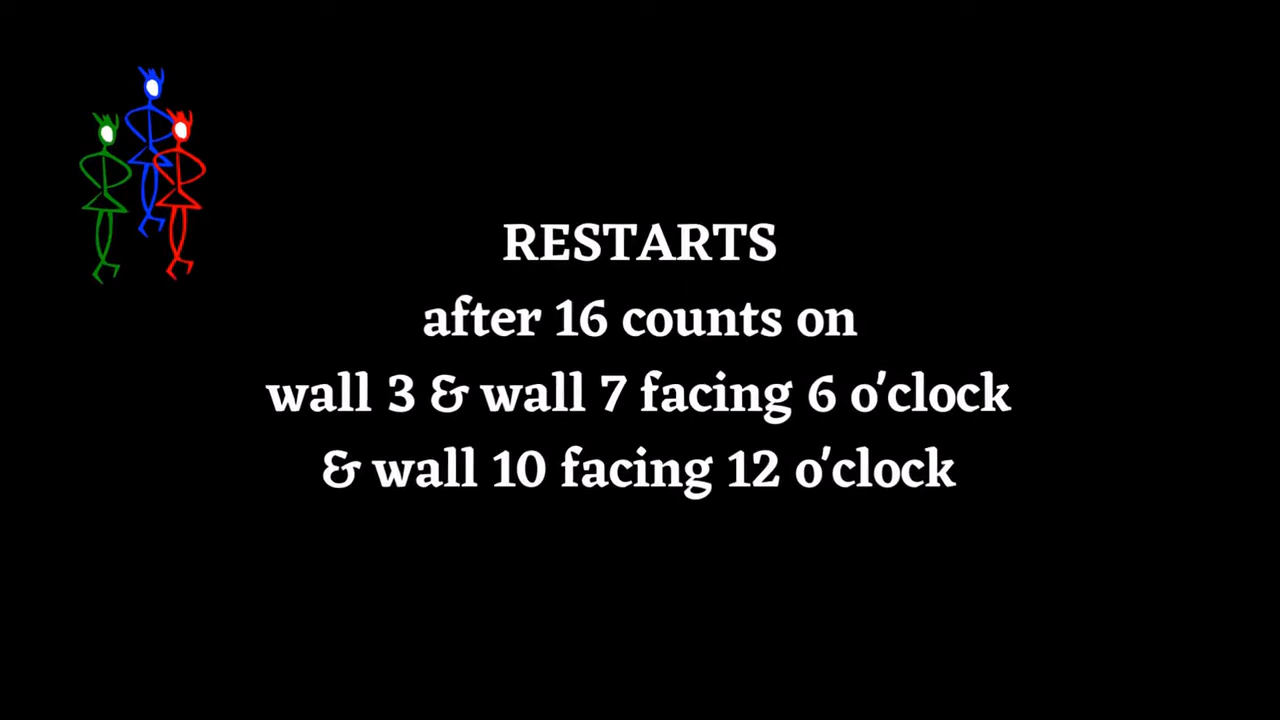 RESTARTS
after 16 counts on
wall 3 & wall 7 facing 6 o'clock
& wall 10 facing 12 o'clock